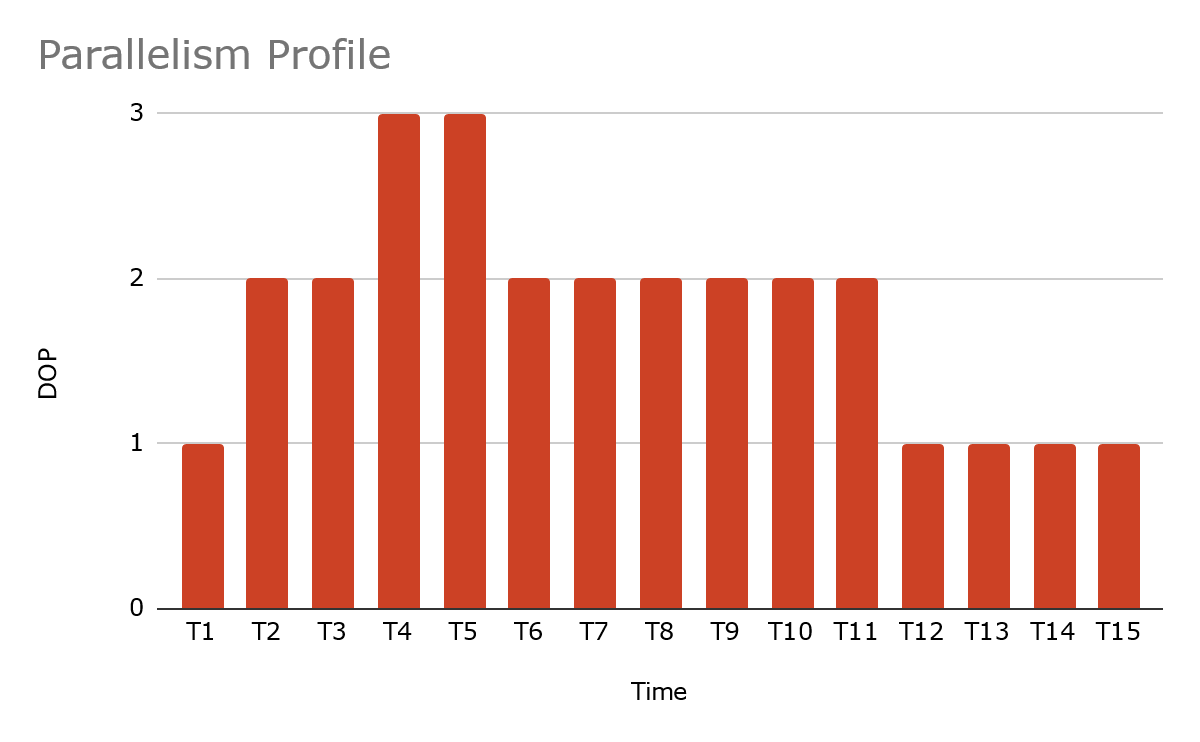 Parallelism Profile
3
2
1
0
DOP
T1 T2 T3 T4 T5 T6 T7 T8 T9 T10 T11 T12 T13 T14 T15
Time